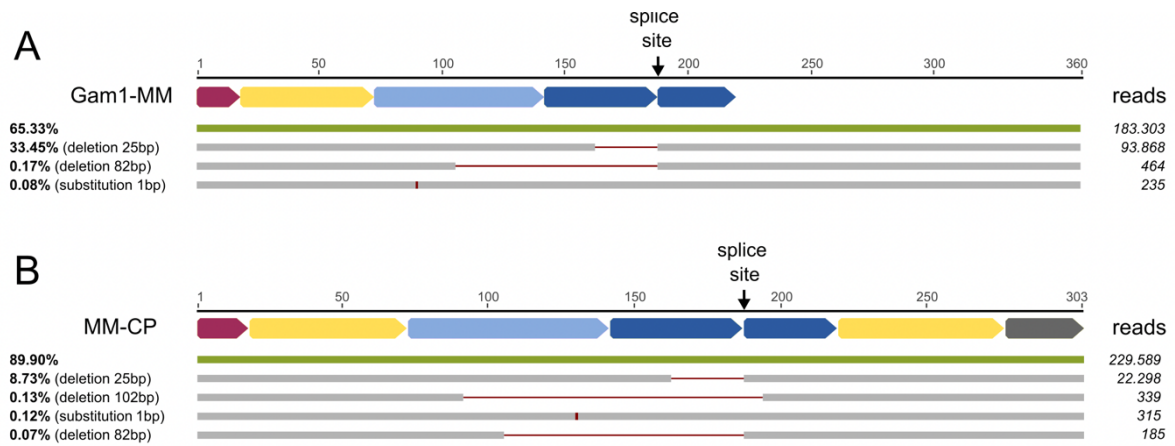 A
splice
site
1 50 100 150 200 250 300 360
Gam1-MM
reads
65.33% 183.303
33.45% (deletion 25bp) 93.868
0.17% (deletion 82bp) 464
0.08% (substitution 1bp) 235
B
splice
site
1 50 100 150 200 250 303
MM-CP
reads
89.90% 229.589
8.73% (deletion 25bp) 22.298
0.13% (deletion 102bp) 339
0.12% (substitution 1bp) 315
0.07% (deletion 82bp) 185